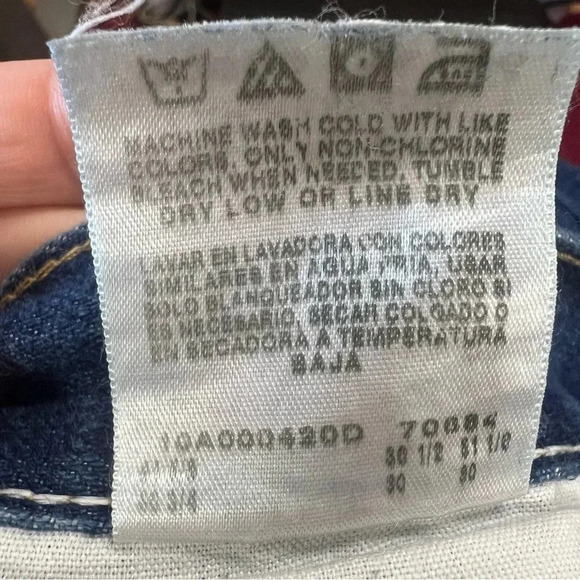 MACHINE WASH COLD WITH LIKE
COLORS. ONLY NON-CHLORINE
BLEACH WHEN NEEDED. TUMBLE
DRY LOW OR LINE DRY
LAVAR EN LAVADORA CON COLORES
SIMILARES EN AGUA FRIA, USAR
SOLO BLANQUEADOR SIN CLORO SI
ES NECESARIO, SECAR COLGADO O
EN SECADORA A TEMPERATURA
BAJA
10A000420D